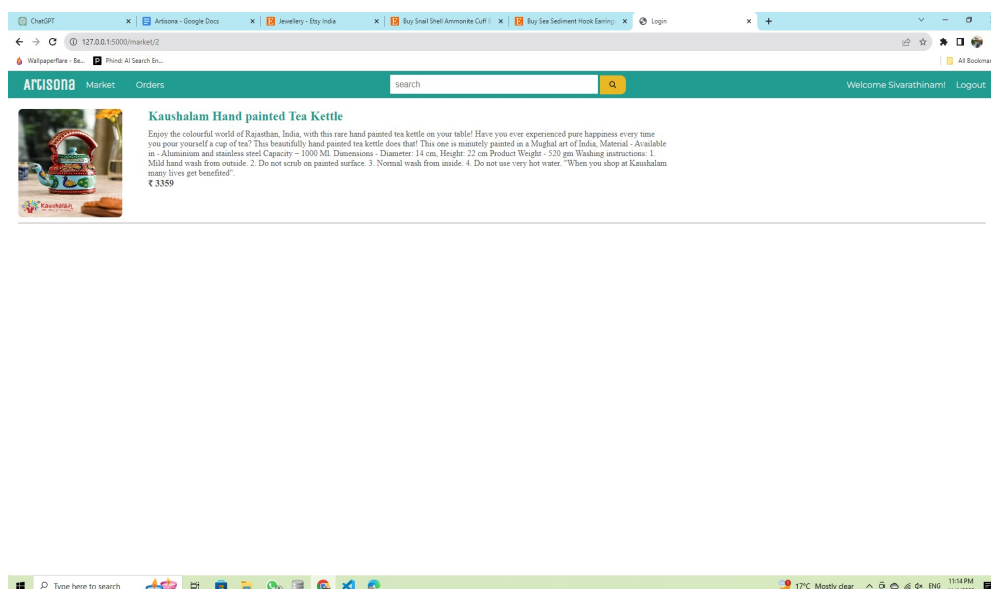 ChatGPT
Artisona - Google Docs
Jewellery - Etsy India
Buy Snail Shell Ammonite Cuff
Buy Sea Sediment Hook Earring
Login
127.0.0.1:5000/market/2
Wallpaperflare - Be...
Phind: AI Search En...
All Bookmar
Artisona
Market
Orders
search
Welcome Sivarathinam!
Logout
Kaushalam Hand painted Tea Kettle
Enjoy the colourful world of Rajasthan, India, with this rare hand painted tea kettle on your table! Have you ever experienced pure happiness every time
you pour yourself a cup of tea? This beautifully hand painted tea kettle does that! This one is minutely painted in a Mughal art of India, Material - Available
in - Aluminium and stainless steel Capacity – 1000 Ml. Dimensions - Diameter: 14 cm, Height: 22 cm Product Weight - 520 gm Washing instructions: 1.
Mild hand wash from outside. 2. Do not scrub on painted surface. 3. Normal wash from inside. 4. Do not use very hot water. "When you shop at Kaushalam
many lives get benefited".
₹ 3359
Kaushalam
Type here to search
17°C Mostly clear
ENG
11:14 PM